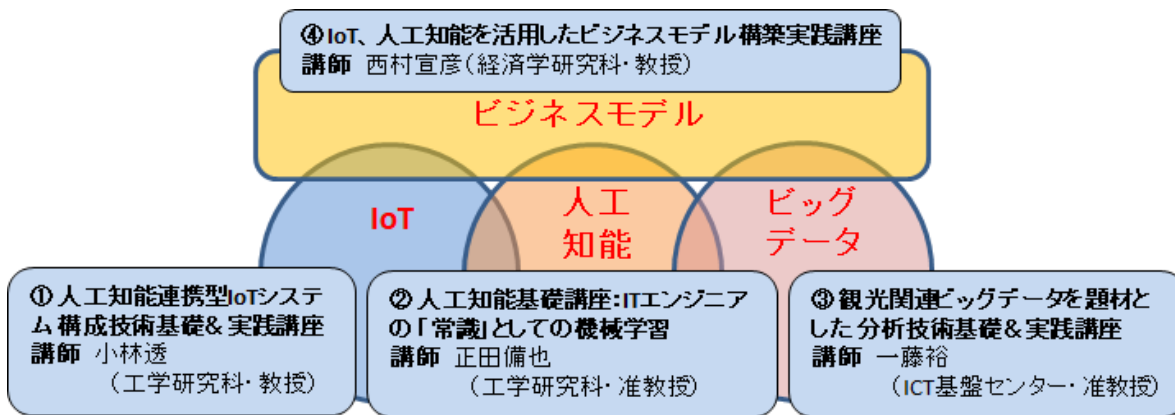 ④IoT、人工知能を活用したビジネスモデル構築実践講座
講師 西村宣彦(経済学研究科・教授)
ビジネスモデル
IoT
人工
知能
ビッグ
データ
①人工知能連携型IoTシステ
ム構成技術基礎&実践講座
講師 小林透
(工学研究科・教授)
②人工知能基礎講座:ITエンジニア
の「常識」としての機械学習
講師 正田備也
(工学研究科・准教授)
③観光関連ビッグデータを題材と
した分析技術基礎&実践講座
講師 一藤裕
(ICT基盤センター・准教授)